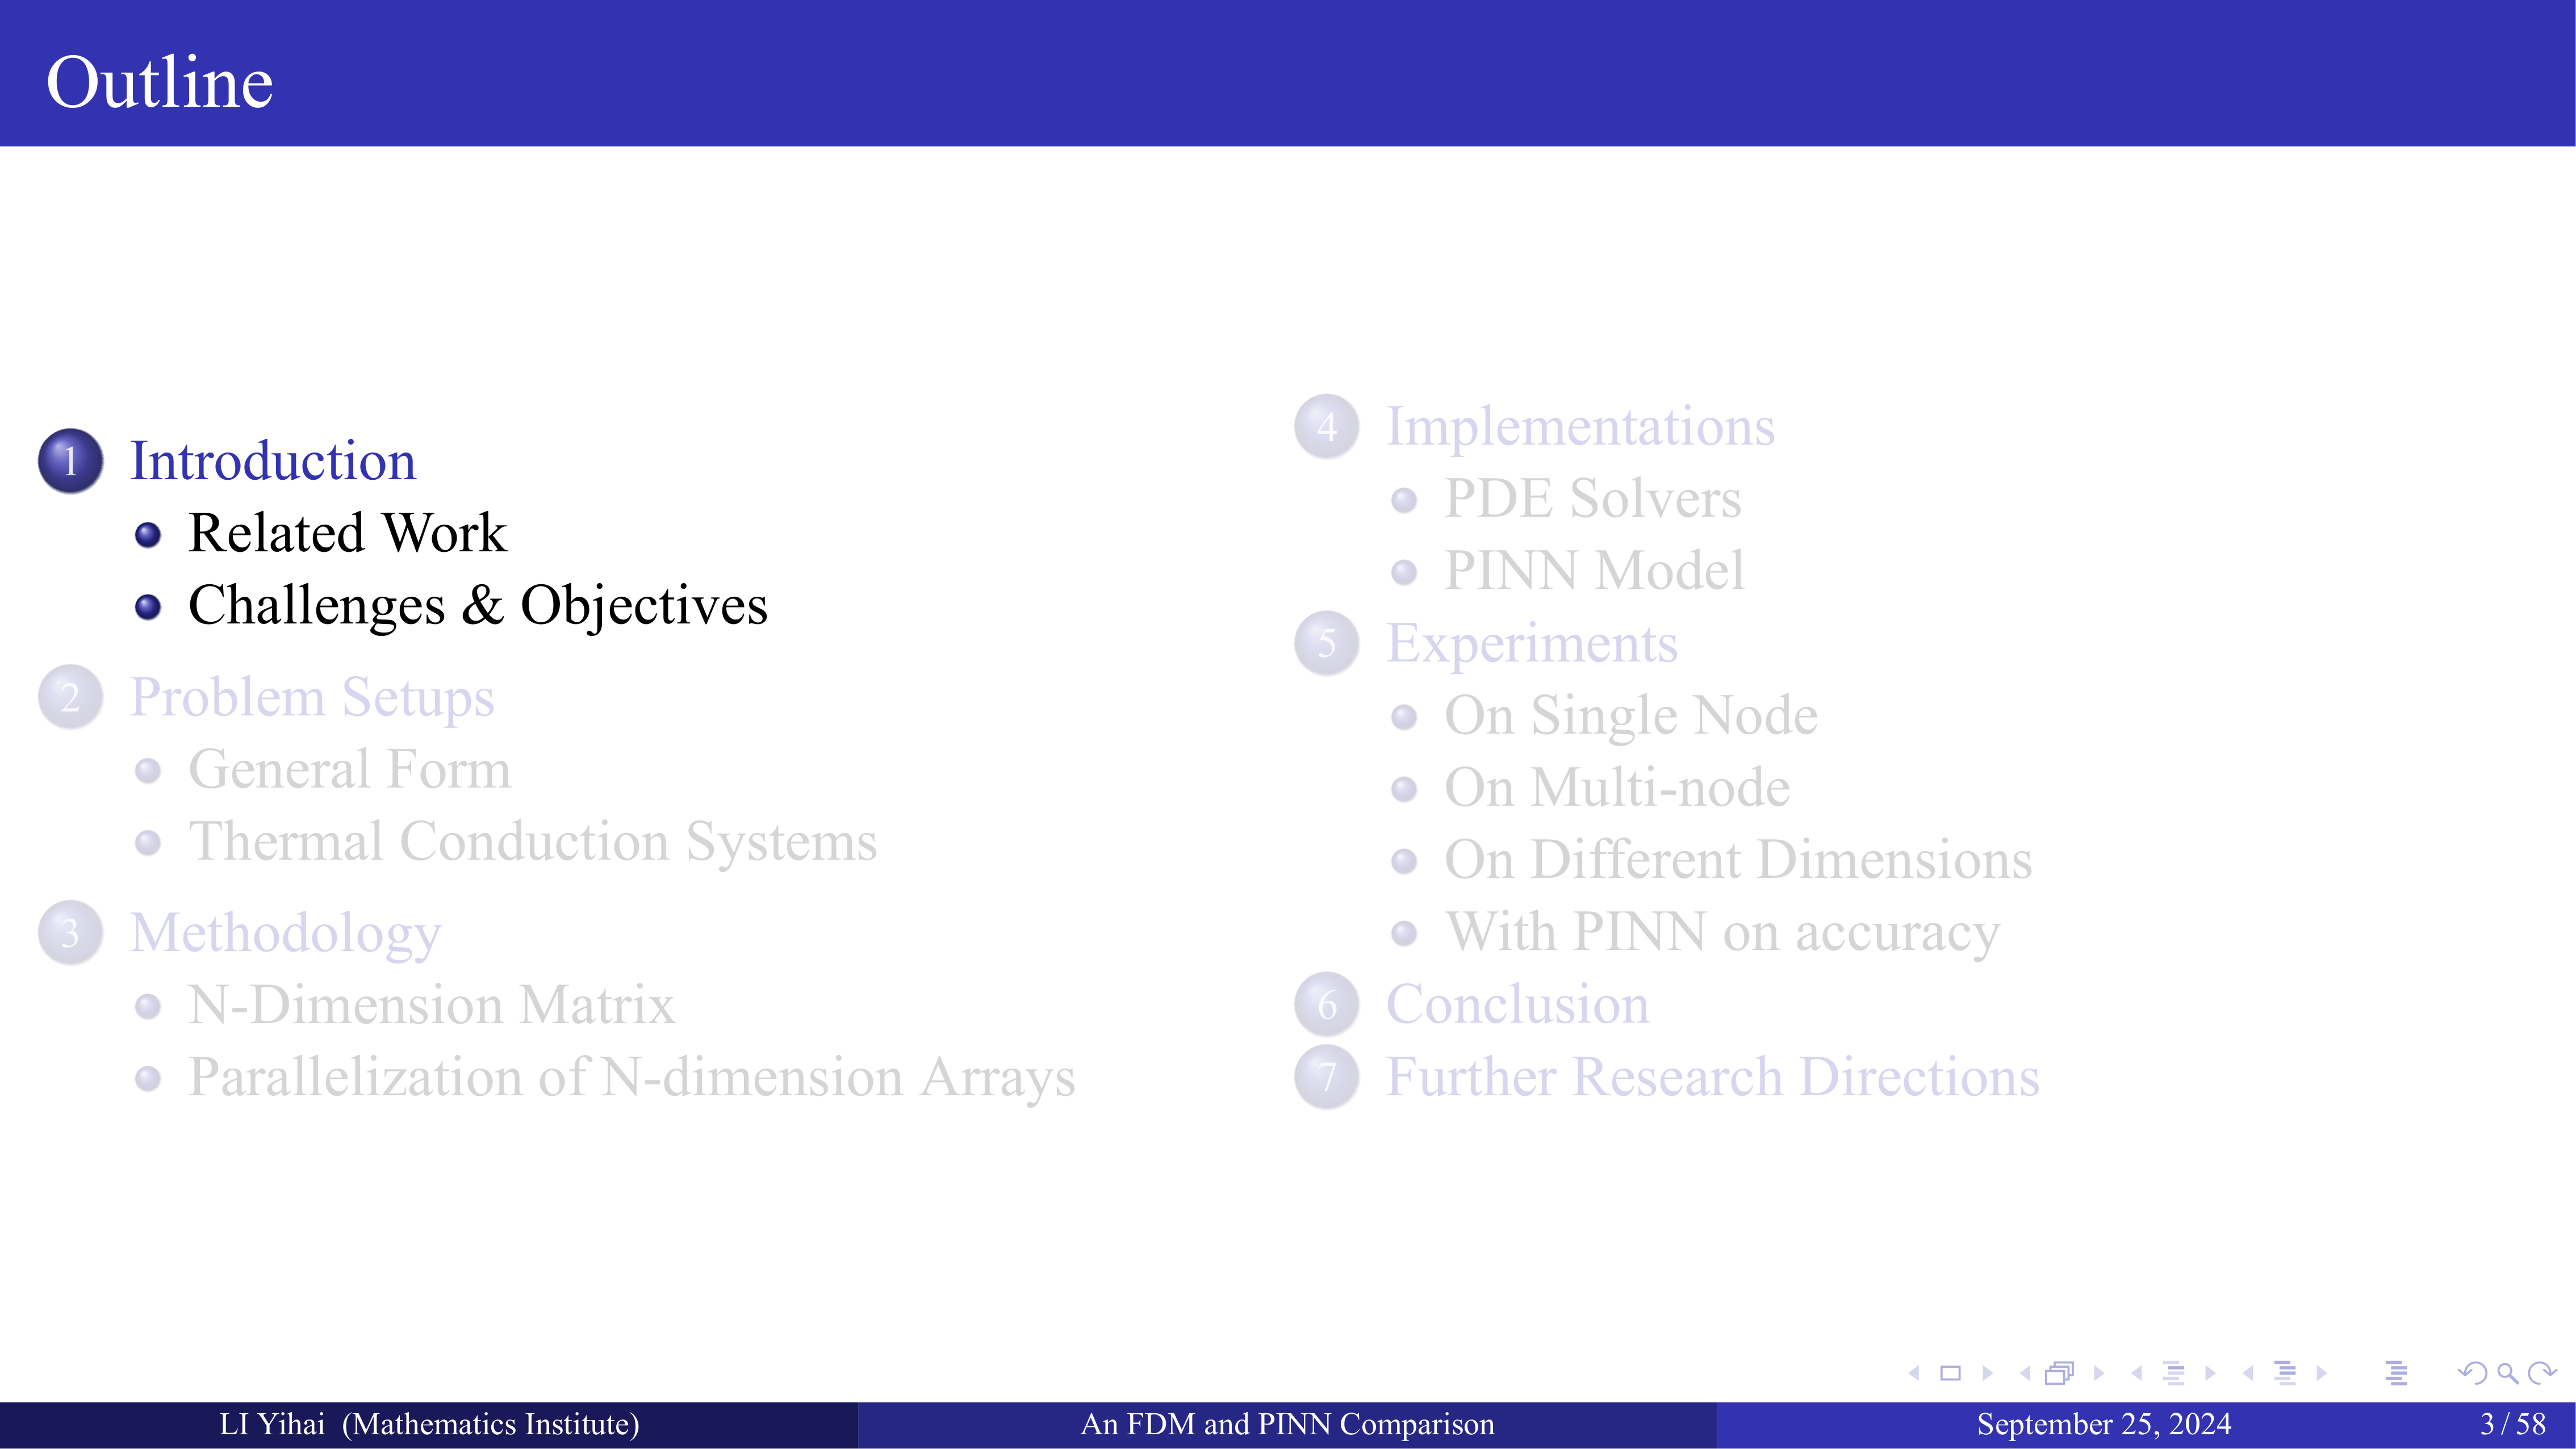 Outline
1 Introduction
Related Work
Challenges & Objectives
2 Problem Setups
General Form
Thermal Conduction Systems
3 Methodology
N-Dimension Matrix
Parallelization of N-dimension Arrays
4 Implementations
PDE Solvers
PINN Model
5 Experiments
On Single Node
On Multi-node
On Different Dimensions
With PINN on accuracy
6 Conclusion
7 Further Research Directions
LI Yihai (Mathematics Institute)
An FDM and PINN Comparison
September 25, 2024
3 / 58